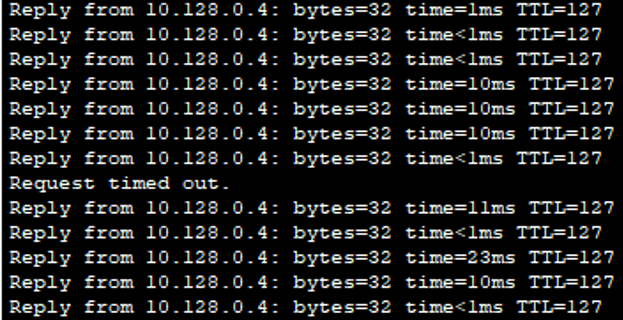 Reply from 10.128.0.4: bytes=32 time=1ms TTL=127
Reply from 10.128.0.4: bytes=32 time<1ms TTL=127
Reply from 10.128.0.4: bytes=32 time<1ms TTL=127
Reply from 10.128.0.4: bytes=32 time=10ms TTL=127
Reply from 10.128.0.4: bytes=32 time=10ms TTL=127
Reply from 10.128.0.4: bytes=32 time=10ms TTL=127
Reply from 10.128.0.4: bytes=32 time<1ms TTL=127
Request timed out.
Reply from 10.128.0.4: bytes=32 time=11ms TTL=127
Reply from 10.128.0.4: bytes=32 time<1ms TTL=127
Reply from 10.128.0.4: bytes=32 time=23ms TTL=127
Reply from 10.128.0.4: bytes=32 time=10ms TTL=127
Reply from 10.128.0.4: bytes=32 time<1ms TTL=127